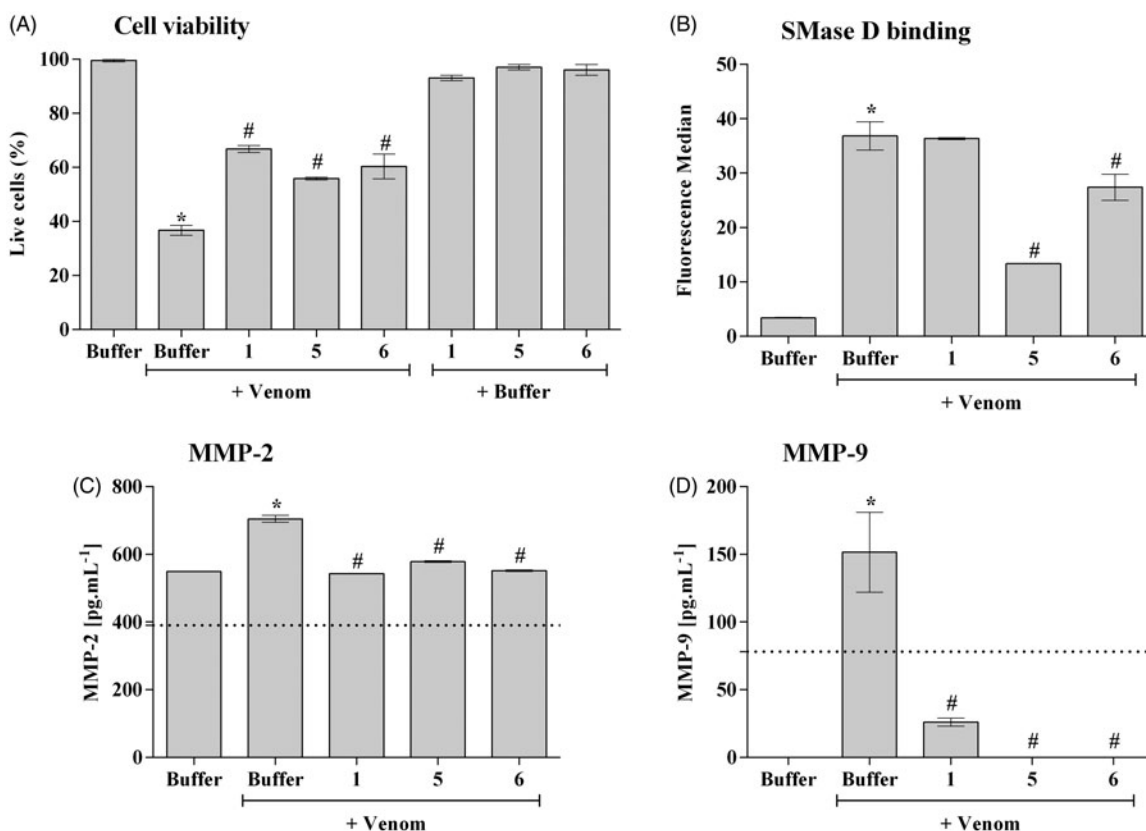 (A) Cell viability
Live cells (%)
100
80
60
40
20
0
*
#
#
#
Buffer Buffer 1 5 6 1 5 6
+ Venom + Buffer
(B) SMase D binding
Fluorescence Median
50
40
30
20
10
0
*
#
#
Buffer Buffer 1 5 6
+ Venom
(C) MMP-2
MMP-2 [pg.mL⁻¹]
800
600
400
200
0
*
#
#
#
Buffer Buffer 1 5 6
+ Venom
(D) MMP-9
MMP-9 [pg.mL⁻¹]
200
150
100
50
0
*
#
#
#
Buffer Buffer 1 5 6
+ Venom